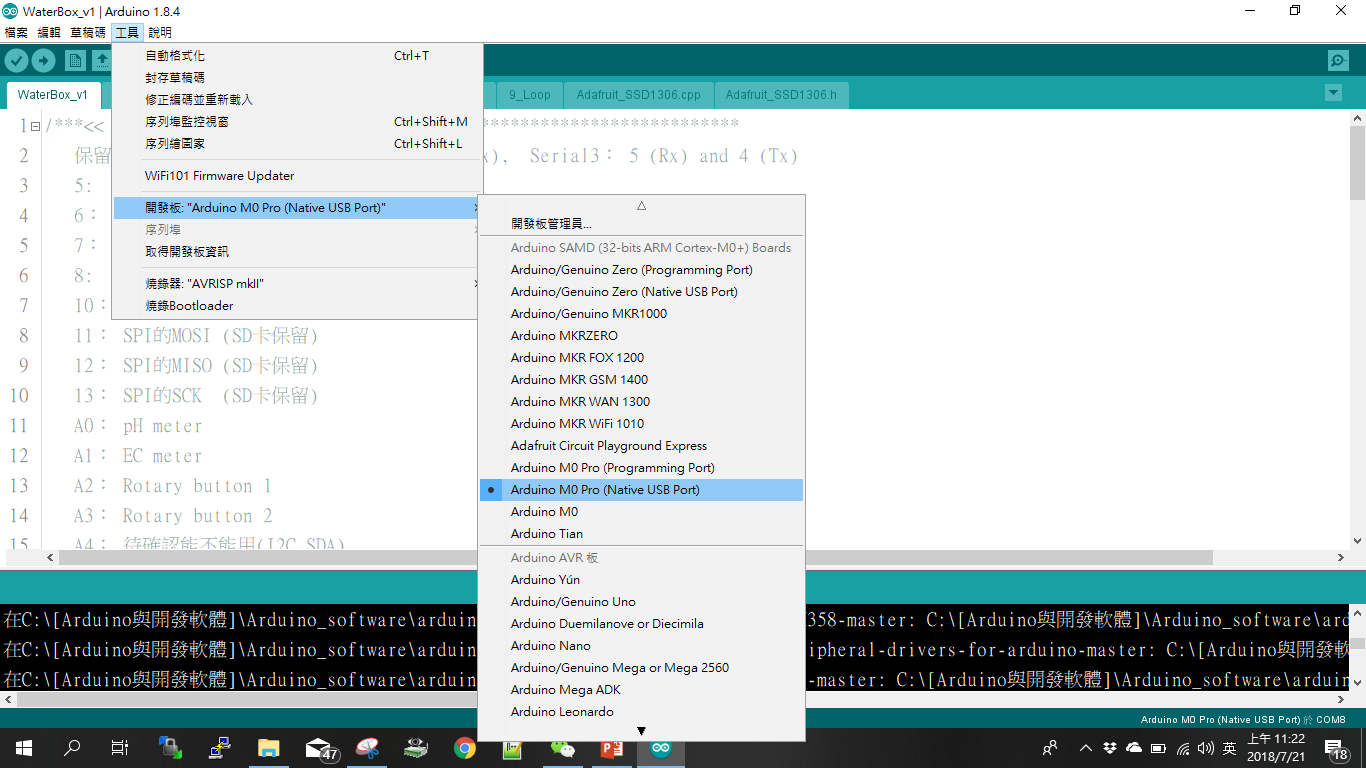 WaterBox_v1 | Arduino 1.8.4
檔案 編輯 草稿碼 工具 說明
WaterBox_v1 9_Loop Adafruit_SSD1306.cpp Adafruit_SSD1306.h
自動格式化 Ctrl+T
封存草稿碼
修正編碼並重新載入
序列埠監控視窗 Ctrl+Shift+M
序列繪圖家 Ctrl+Shift+L
WiFi101 Firmware Updater
開發板: "Arduino M0 Pro (Native USB Port)"
序列埠
取得開發板資訊
燒錄器: "AVRISP mkII"
燒錄Bootloader
開發板管理員...
Arduino SAMD (32-bits ARM Cortex-M0+) Boards
Arduino/Genuino Zero (Programming Port)
Arduino/Genuino Zero (Native USB Port)
Arduino/Genuino MKR1000
Arduino MKRZERO
Arduino MKR FOX 1200
Arduino MKR GSM 1400
Arduino MKR WAN 1300
Arduino MKR WiFi 1010
Adafruit Circuit Playground Express
Arduino M0 Pro (Programming Port)
Arduino M0 Pro (Native USB Port)
Arduino M0
Arduino Tian
Arduino AVR 板
Arduino Yún
Arduino/Genuino Uno
Arduino Duemilanove or Diecimila
Arduino Nano
Arduino/Genuino Mega or Mega 2560
Arduino Mega ADK
Arduino Leonardo
1 /***<< **************************
2 保留 x), Serial3: 5 (Rx) and 4 (Tx)
3 5:
4 6:
5 7:
6 8:
7 10:
8 11: SPI的MOSI (SD卡保留)
9 12: SPI的MISO (SD卡保留)
10 13: SPI的SCK (SD卡保留)
11 A0: pH meter
12 A1: EC meter
13 A2: Rotary button 1
14 A3: Rotary button 2
15 A4: 待確認能不能用(I2C SDA)
在C:\[Arduino與開發軟體]\Arduino_software\arduin 358-master: C:\[Arduino與開發軟體]\Arduino_software\ard
在C:\[Arduino與開發軟體]\Arduino_software\arduin ipheral-drivers-for-arduino-master: C:\[Arduino與開發軟
在C:\[Arduino與開發軟體]\Arduino_software\arduin -master: C:\[Arduino與開發軟體]\Arduino_software\arduin
Arduino M0 Pro (Native USB Port) 於 COM8
47
英
上午 11:22
2018/7/21
18